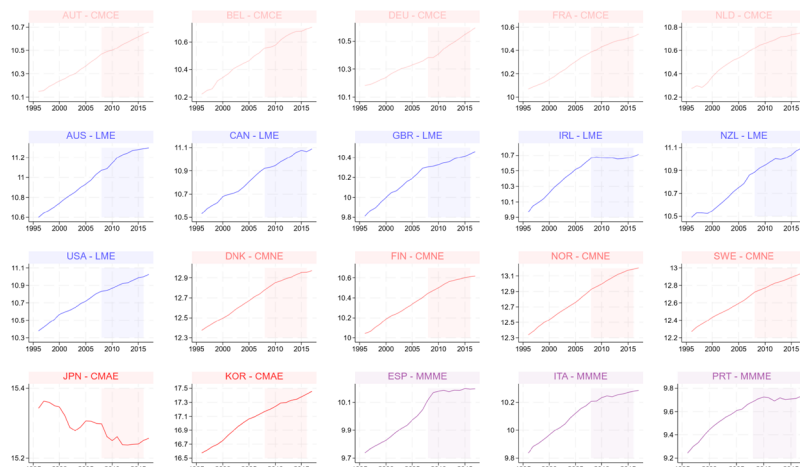 AUT - CMCE BEL - CMCE DEU - CMCE FRA - CMCE NLD - CMCE
10.7 10.6 10.5 10.4 10.8
10.5 10.4 10.3 10.2 10.6
10.3 10.2 10.1 10 10.4
10.1 10.2
1995 2000 2005 2010 2015 1995 2000 2005 2010 2015 1995 2000 2005 2010 2015 1995 2000 2005 2010 2015 1995 2000 2005 2010 2015
AUS - LME CAN - LME GBR - LME IRL - LME NZL - LME
11.2 11.1 10.4 10.7 11.1
11 10.9 10.2 10.5 10.9
10.8 10.7 10 10.3 10.7
10.6 10.5 9.8 10.1 10.5
9.9
1995 2000 2005 2010 2015 1995 2000 2005 2010 2015 1995 2000 2005 2010 2015 1995 2000 2005 2010 2015 1995 2000 2005 2010 2015
USA - LME DNK - CMNE FIN - CMNE NOR - CMNE SWE - CMNE
11.1 12.9 10.6 13.1 13
10.9 12.7 10.4 12.9 12.8
10.7 12.5 10.2 12.7 12.6
10.5 12.3 10 12.5 12.4
10.3 12.3 12.2
1995 2000 2005 2010 2015 1995 2000 2005 2010 2015 1995 2000 2005 2010 2015 1995 2000 2005 2010 2015 1995 2000 2005 2010 2015
JPN - CMAE KOR - CMAE ESP - MMME ITA - MMME PRT - MMME
15.4 17.5 10.1 10.2 9.8
15.2 17.3 9.9 10 9.6
17.1 9.7 9.8 9.4
16.9 9.2
16.7
16.5